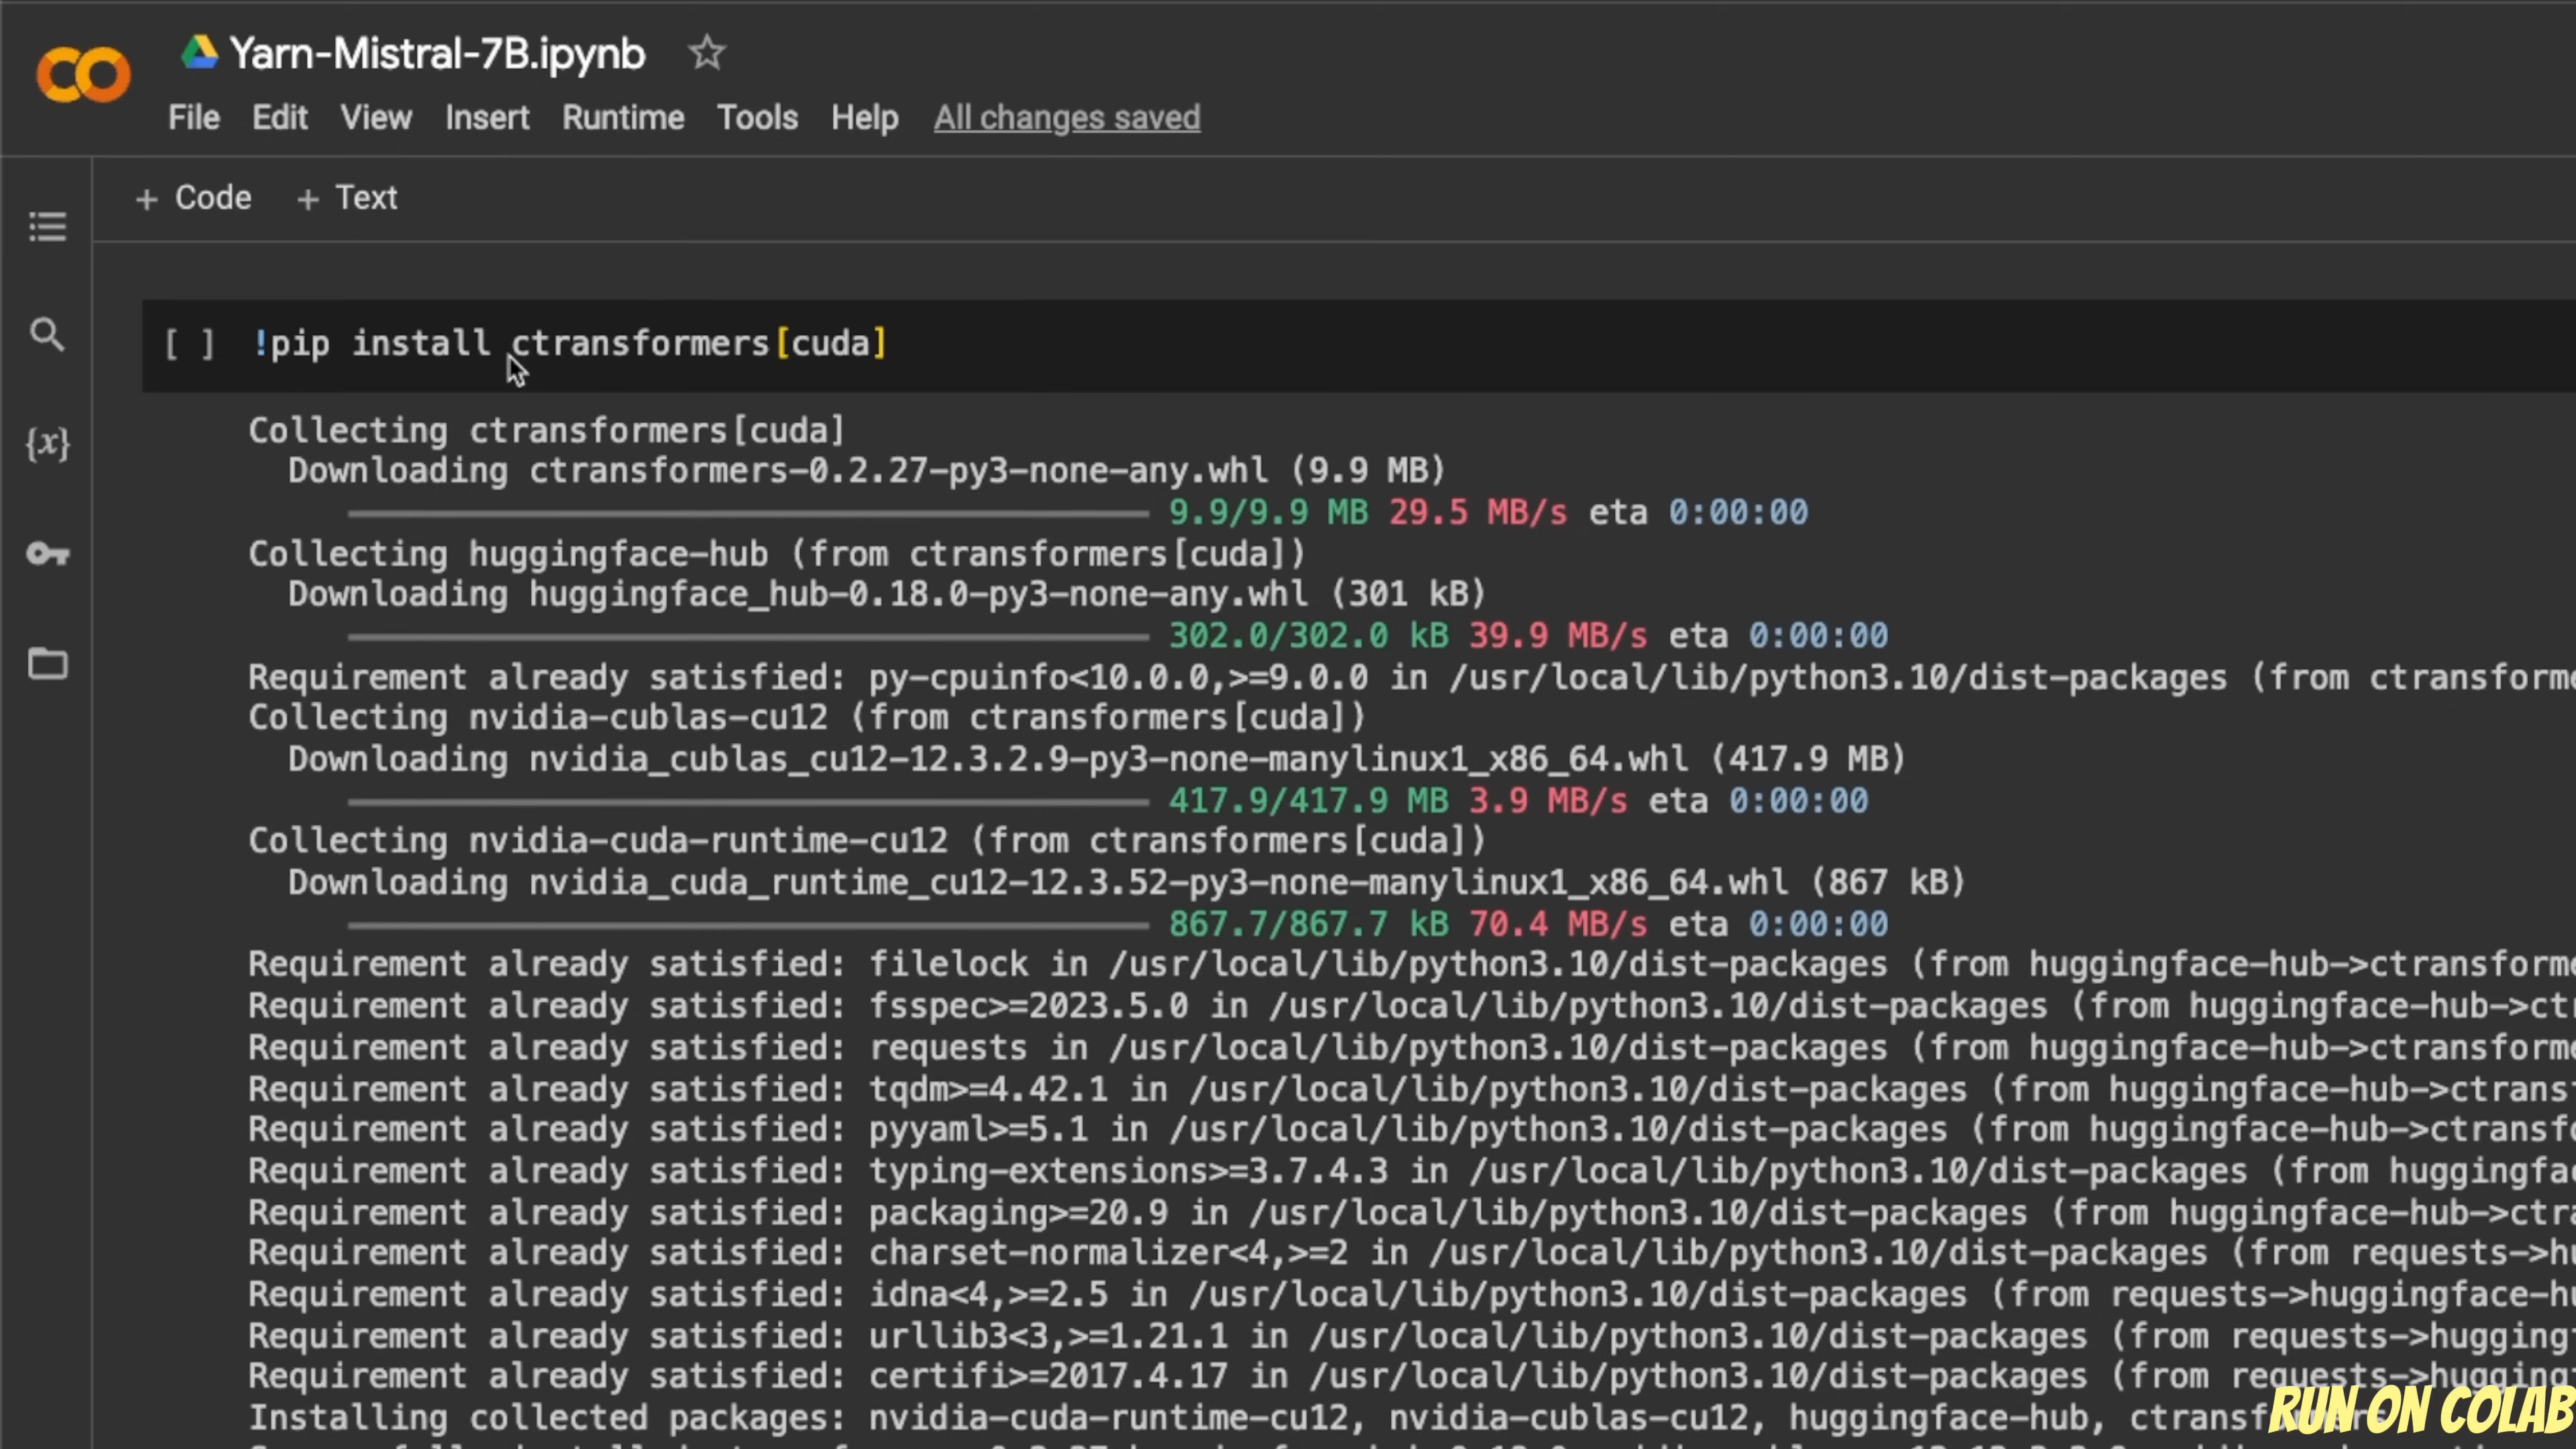 Yarn-Mistral-7B.ipynb
File Edit View Insert Runtime Tools Help All changes saved
+ Code + Text
[ ] !pip install ctransformers[cuda]
{x}
Collecting ctransformers[cuda]
Downloading ctransformers-0.2.27-py3-none-any.whl (9.9 MB)
9.9/9.9 MB 29.5 MB/s eta 0:00:00
Collecting huggingface-hub (from ctransformers[cuda])
Downloading huggingface_hub-0.18.0-py3-none-any.whl (301 kB)
302.0/302.0 kB 39.9 MB/s eta 0:00:00
Requirement already satisfied: py-cpuinfo<10.0.0,>=9.0.0 in /usr/local/lib/python3.10/dist-packages (from ctransforme
Collecting nvidia-cublas-cu12 (from ctransformers[cuda])
Downloading nvidia_cublas_cu12-12.3.2.9-py3-none-manylinux1_x86_64.whl (417.9 MB)
417.9/417.9 MB 3.9 MB/s eta 0:00:00
Collecting nvidia-cuda-runtime-cu12 (from ctransformers[cuda])
Downloading nvidia_cuda_runtime_cu12-12.3.52-py3-none-manylinux1_x86_64.whl (867 kB)
867.7/867.7 kB 70.4 MB/s eta 0:00:00
Requirement already satisfied: filelock in /usr/local/lib/python3.10/dist-packages (from huggingface-hub->ctransforme
Requirement already satisfied: fsspec>=2023.5.0 in /usr/local/lib/python3.10/dist-packages (from huggingface-hub->ct
Requirement already satisfied: requests in /usr/local/lib/python3.10/dist-packages (from huggingface-hub->ctransforme
Requirement already satisfied: tqdm>=4.42.1 in /usr/local/lib/python3.10/dist-packages (from huggingface-hub->ctrans
Requirement already satisfied: pyyaml>=5.1 in /usr/local/lib/python3.10/dist-packages (from huggingface-hub->ctransfo
Requirement already satisfied: typing-extensions>=3.7.4.3 in /usr/local/lib/python3.10/dist-packages (from huggingfac
Requirement already satisfied: packaging>=20.9 in /usr/local/lib/python3.10/dist-packages (from huggingface-hub->ctra
Requirement already satisfied: charset-normalizer<4,>=2 in /usr/local/lib/python3.10/dist-packages (from requests->hu
Requirement already satisfied: idna<4,>=2.5 in /usr/local/lib/python3.10/dist-packages (from requests->huggingface-hu
Requirement already satisfied: urllib3<3,>=1.21.1 in /usr/local/lib/python3.10/dist-packages (from requests->hugging
Requirement already satisfied: certifi>=2017.4.17 in /usr/local/lib/python3.10/dist-packages (from requests->hugging
Installing collected packages: nvidia-cuda-runtime-cu12, nvidia-cublas-cu12, huggingface-hub, ctransformers
RUN ON COLAB